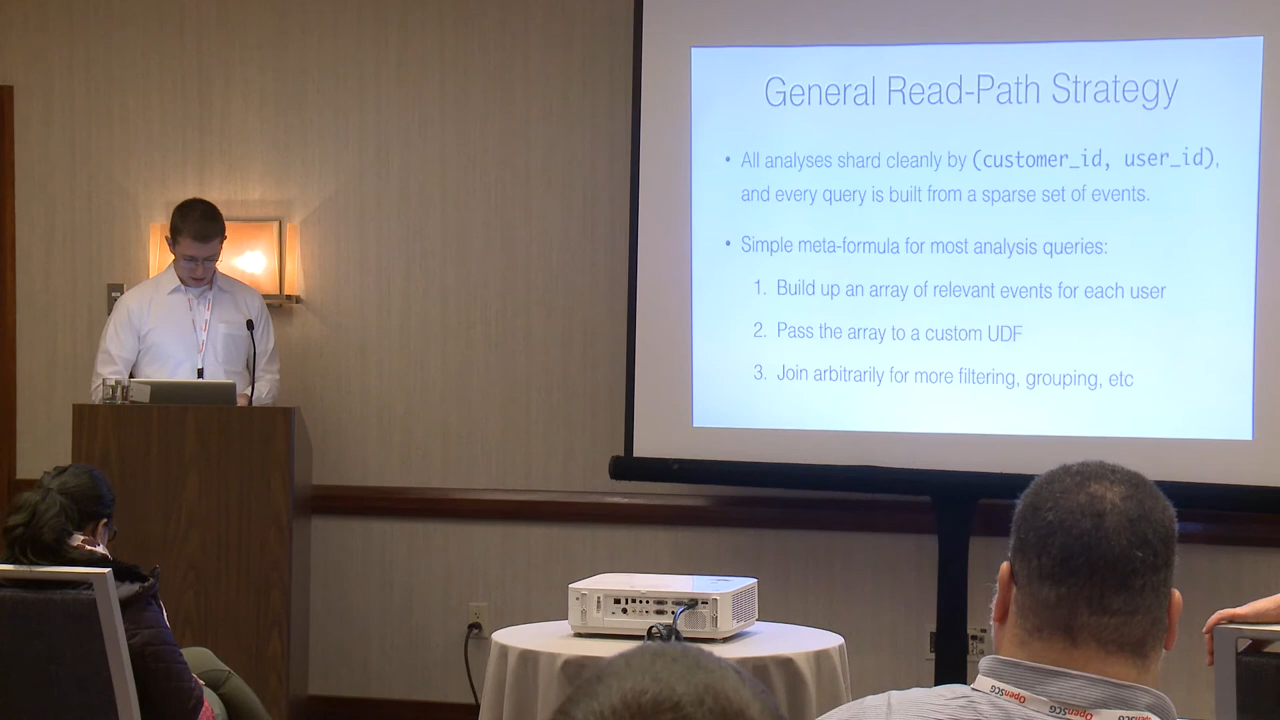 General Read-Path Strategy
• All analyses shard cleanly by (customer_id, user_id),
and every query is built from a sparse set of events.
• Simple meta-formula for most analysis queries:
1. Build up an array of relevant events for each user
2. Pass the array to a custom UDF
3. Join arbitrarily for more filtering, grouping, etc
OpenSCG
OpenSCG